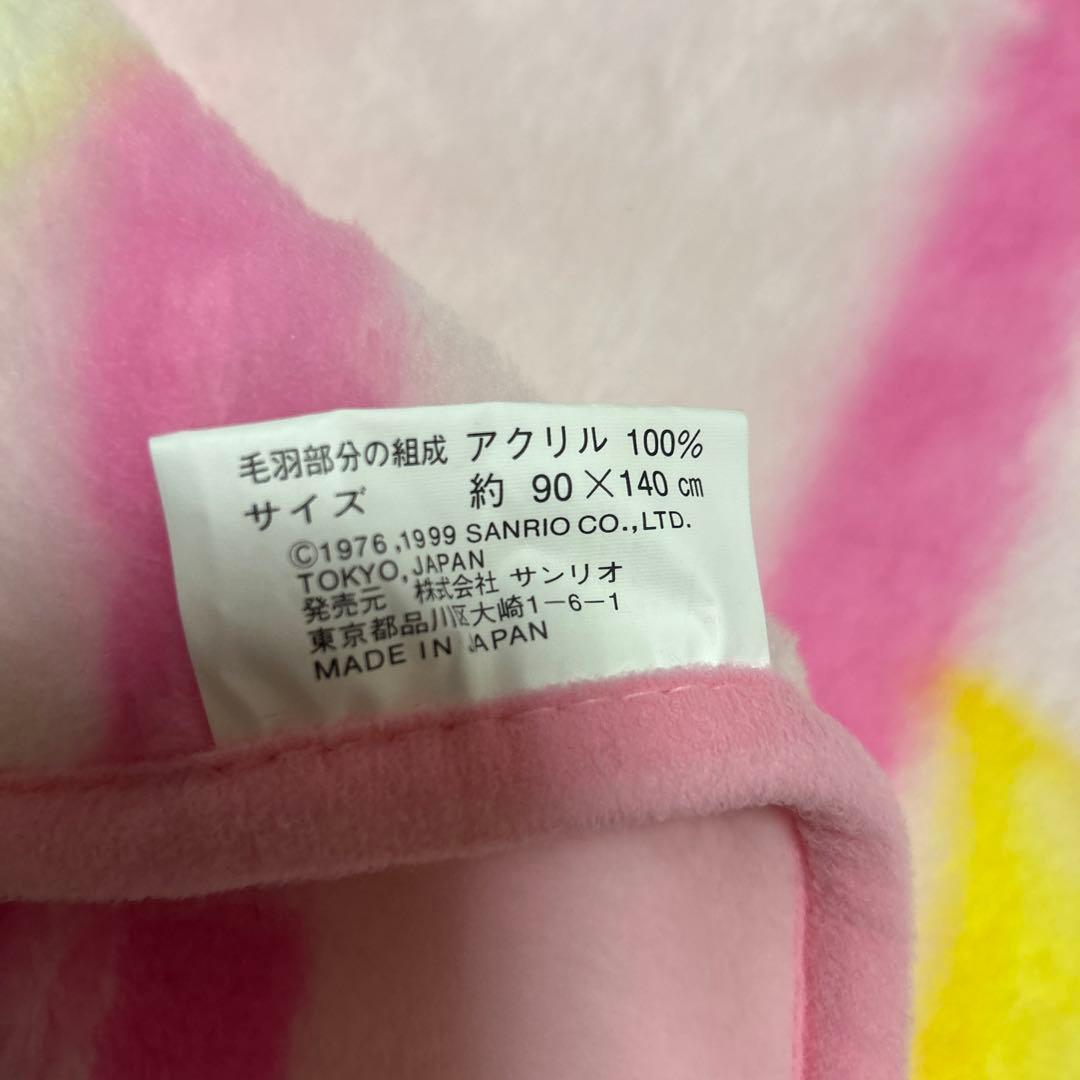 毛羽部分の組成 アクリル 100%
サイズ 約 90×140 cm
©1976,1999 SANRIO CO.,LTD.
TOKYO,JAPAN
発売元 株式会社 サンリオ
東京都品川区大崎1-6-1
MADE IN JAPAN